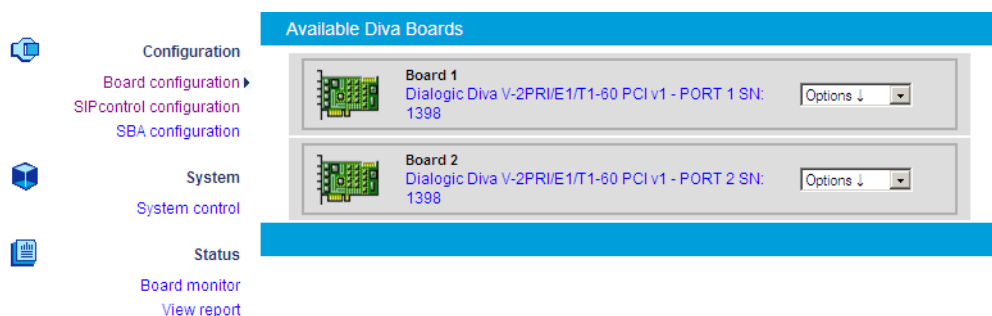 Configuration
Board configuration
SIPcontrol configuration
SBA configuration
System
System control
Status
Board monitor
View report
Available Diva Boards
Board 1
Dialogic Diva V-2PRI/E1/T1-60 PCI v1 - PORT 1 SN:
1398
Options ↓
Board 2
Dialogic Diva V-2PRI/E1/T1-60 PCI v1 - PORT 2 SN:
1398
Options ↓